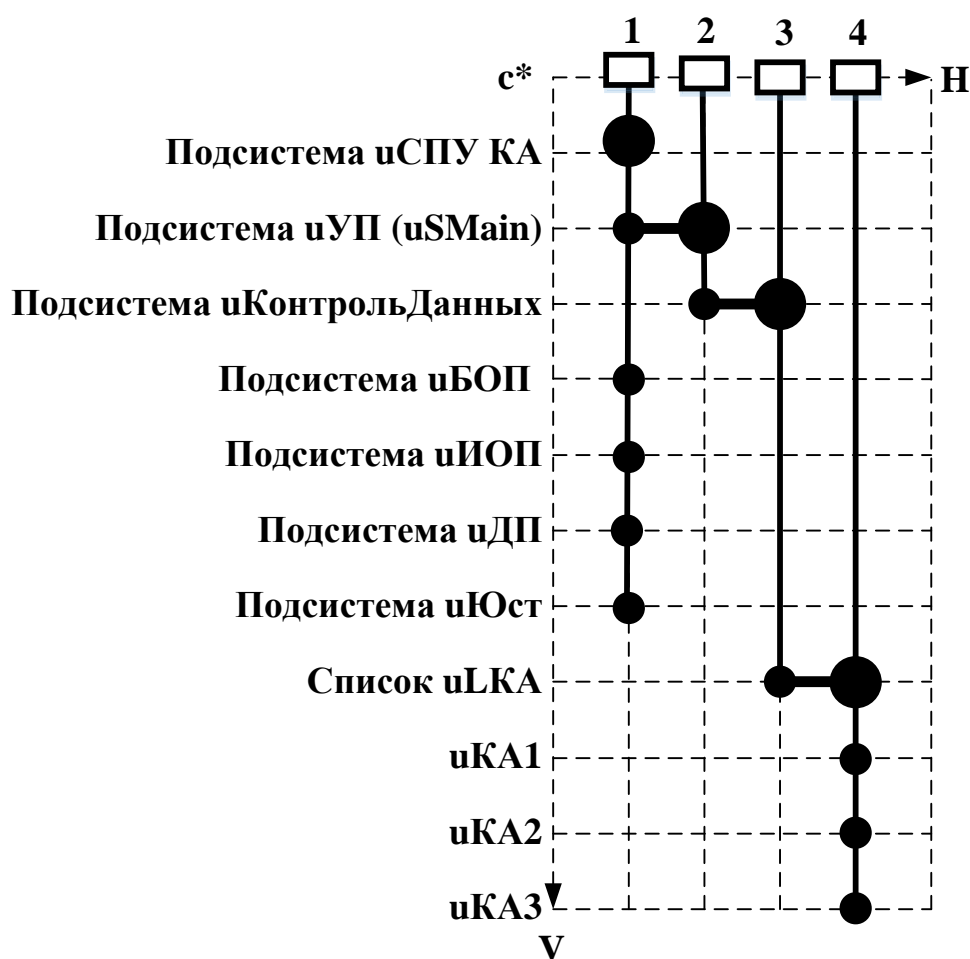 1 2 3 4
c* H
Подсистема uСПУ КА
Подсистема uУП (uSMain)
Подсистема uКонтрольДанных
Подсистема uБОП
Подсистема uИОП
Подсистема uДП
Подсистема uЮст
Список uLКА
uКА1
uКА2
uКА3
V